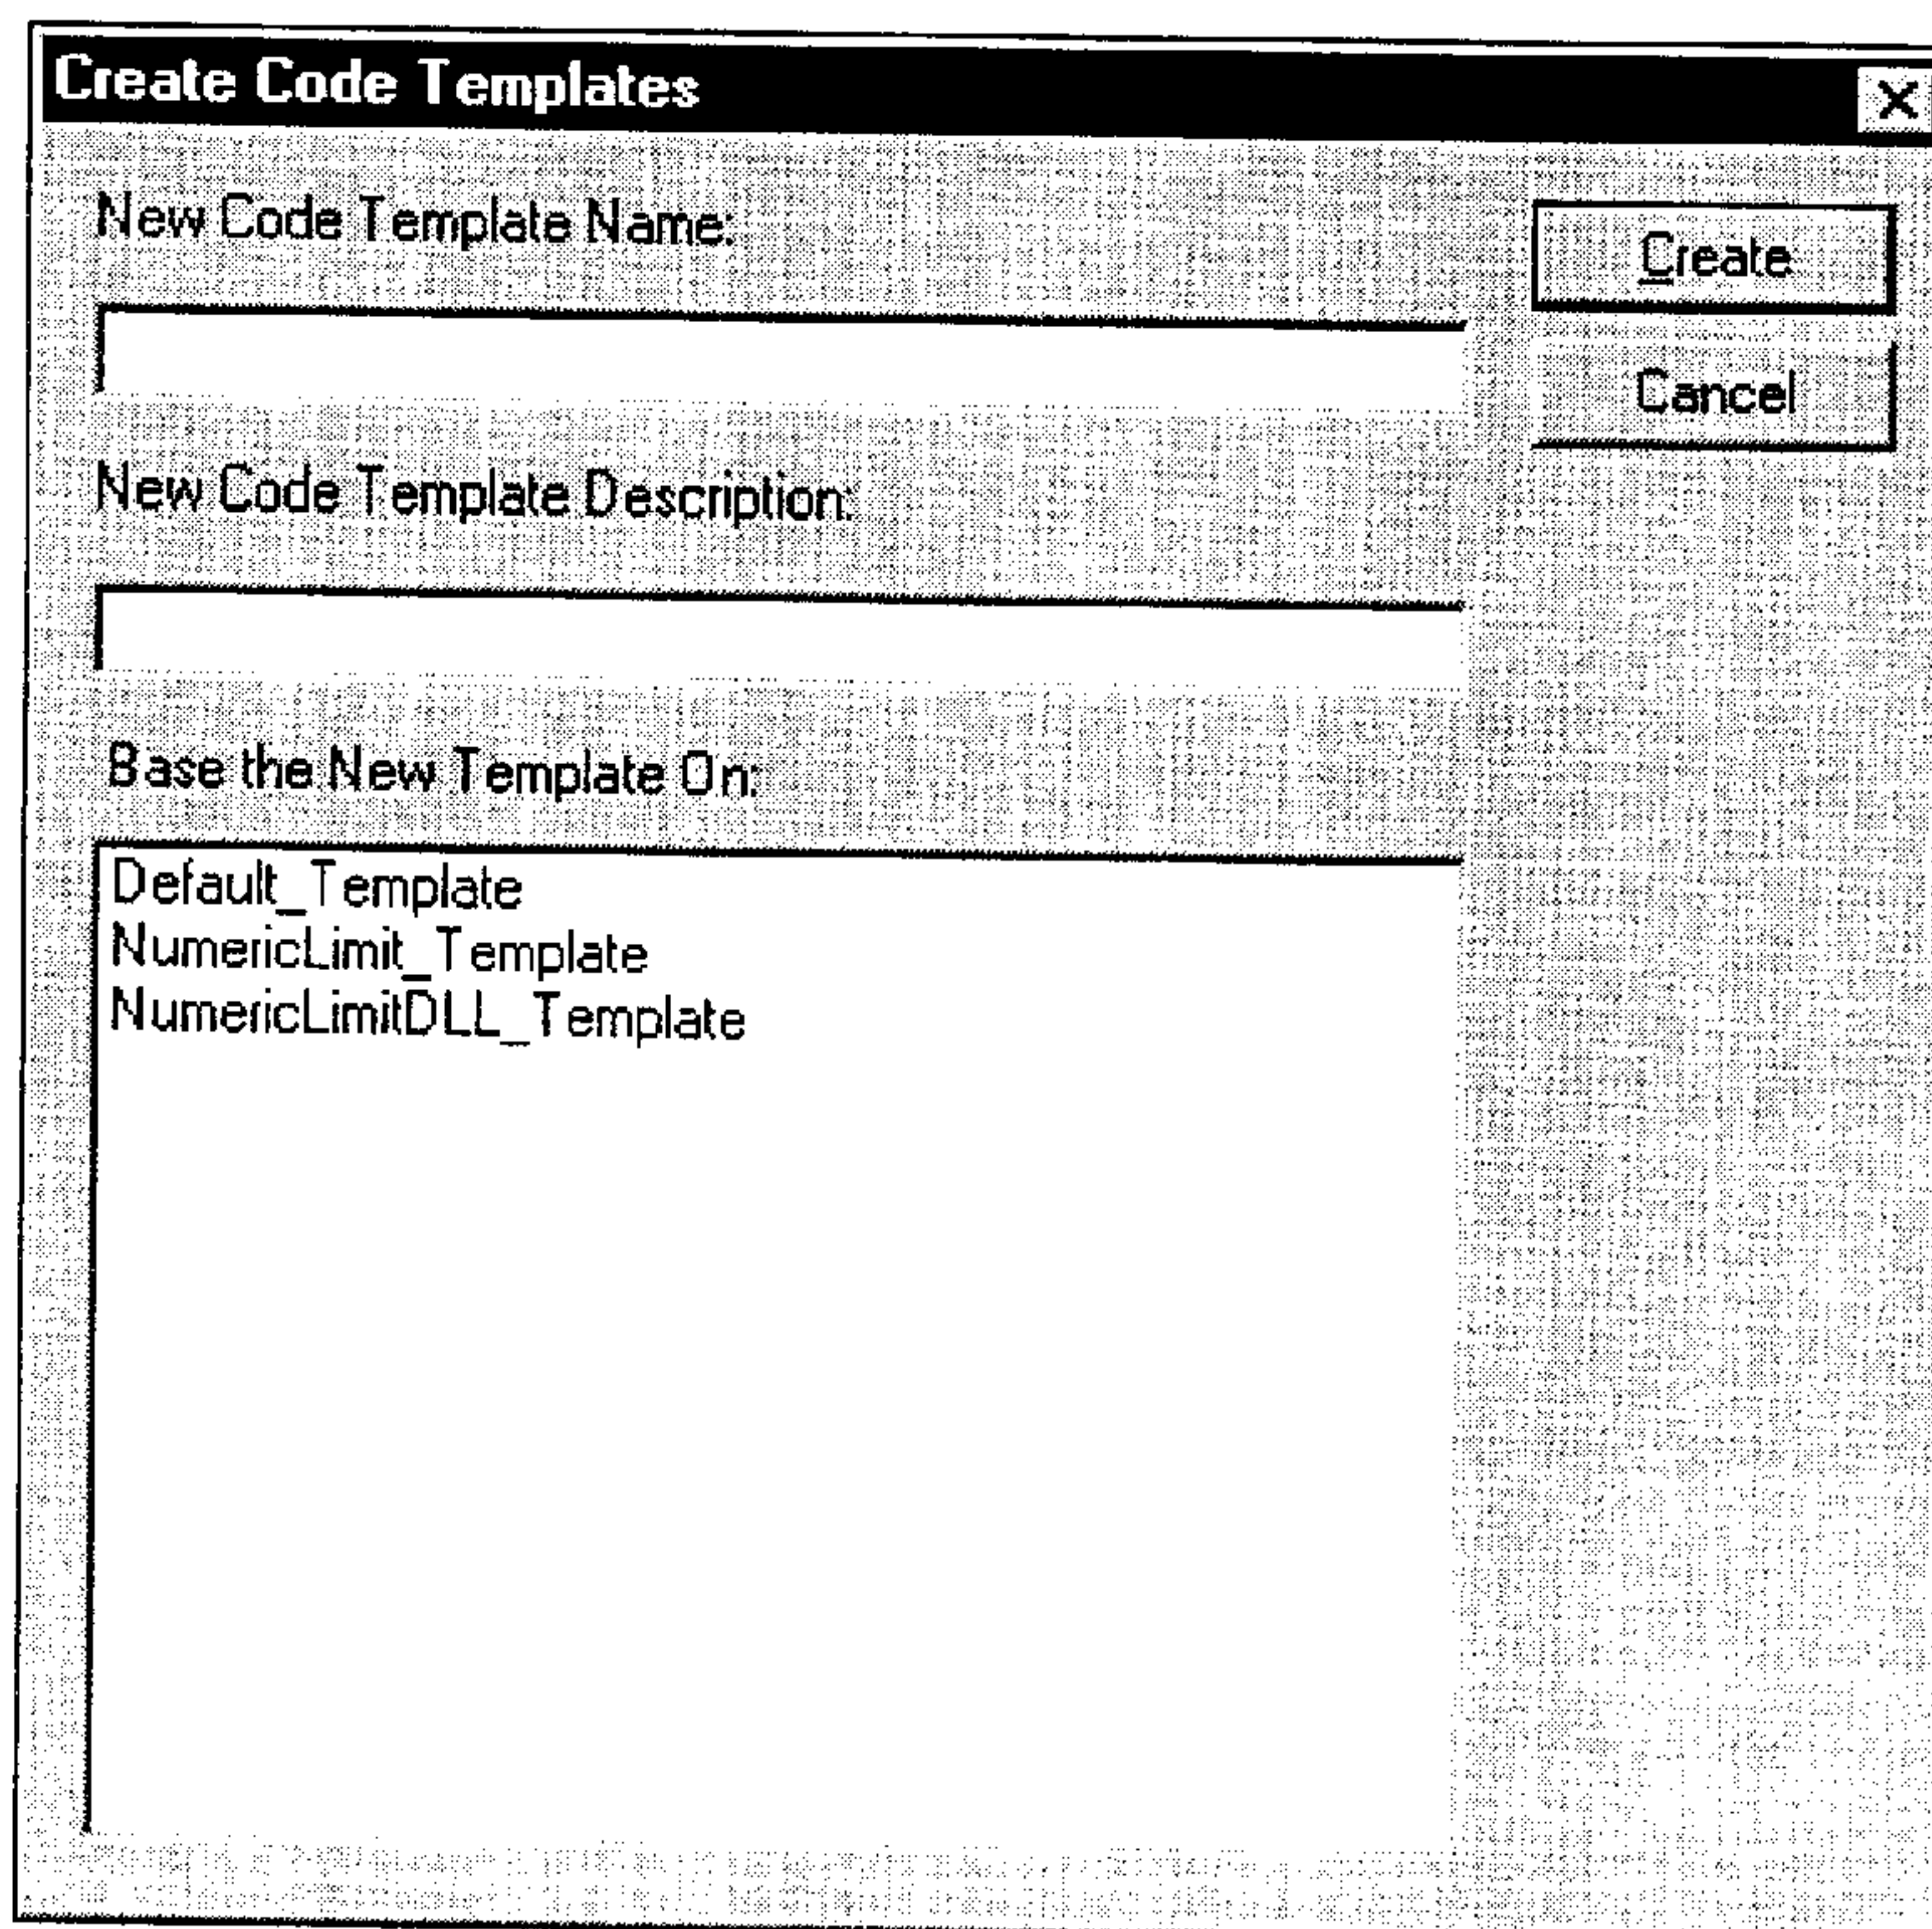 Create Code Templates
New Code Template Name:
Create
Cancel
New Code Template Description:
Base the New Template On:
Default_Template
NumericLimit_Template
NumericLimitDLL_Template